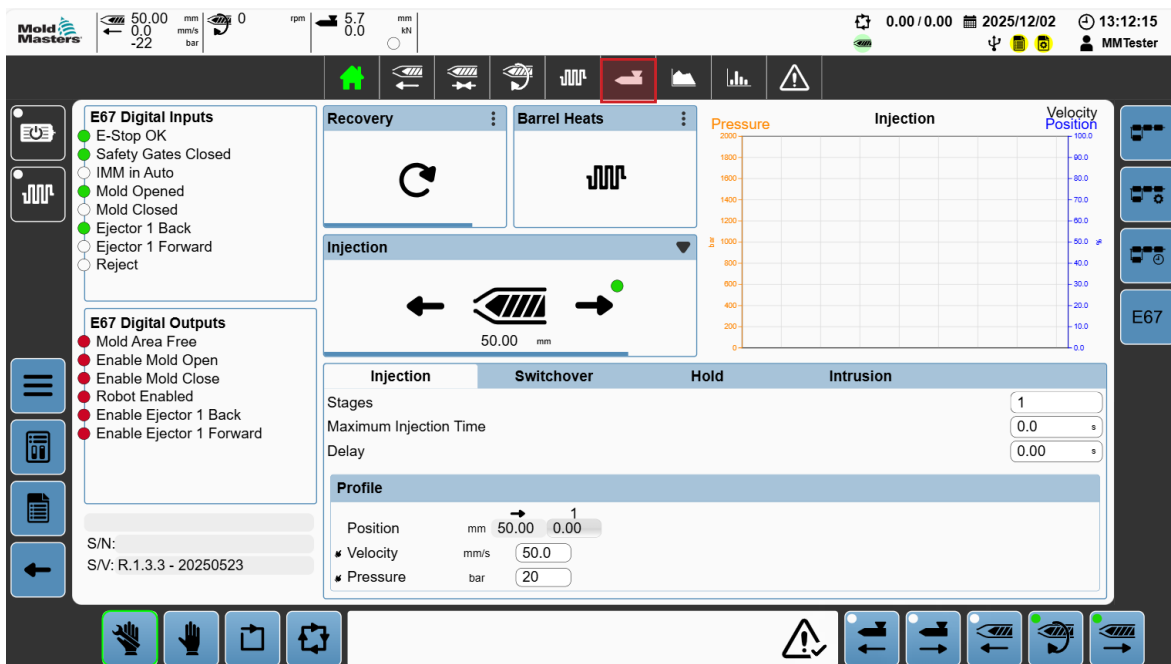 Mold
Masters
50.00 mm
0.0 mm/s
-22 bar
0 rpm
5.7 mm
0.0 kN
0.00 / 0.00 2025/12/02 13:12:15
MMTester
E67 Digital Inputs
E-Stop OK
Safety Gates Closed
IMM in Auto
Mold Opened
Mold Closed
Ejector 1 Back
Ejector 1 Forward
Reject
E67 Digital Outputs
Mold Area Free
Enable Mold Open
Enable Mold Close
Robot Enabled
Enable Ejector 1 Back
Enable Ejector 1 Forward
S/N:
S/V: R.1.3.3 - 20250523
Recovery
Barrel Heats
Injection
50.00 mm
Pressure Injection Velocity
Position
2000
1800
1600
1400
1200
1000
800
600
400
200
0
bar
100.0
90.0
80.0
70.0
60.0
50.0
40.0
30.0
20.0
10.0
0.0
%
E67
Injection Switchover Hold Intrusion
Stages 1
Maximum Injection Time 0.0 s
Delay 0.00 s
Profile
1
Position mm 50.00 0.00
Velocity mm/s 50.0
Pressure bar 20